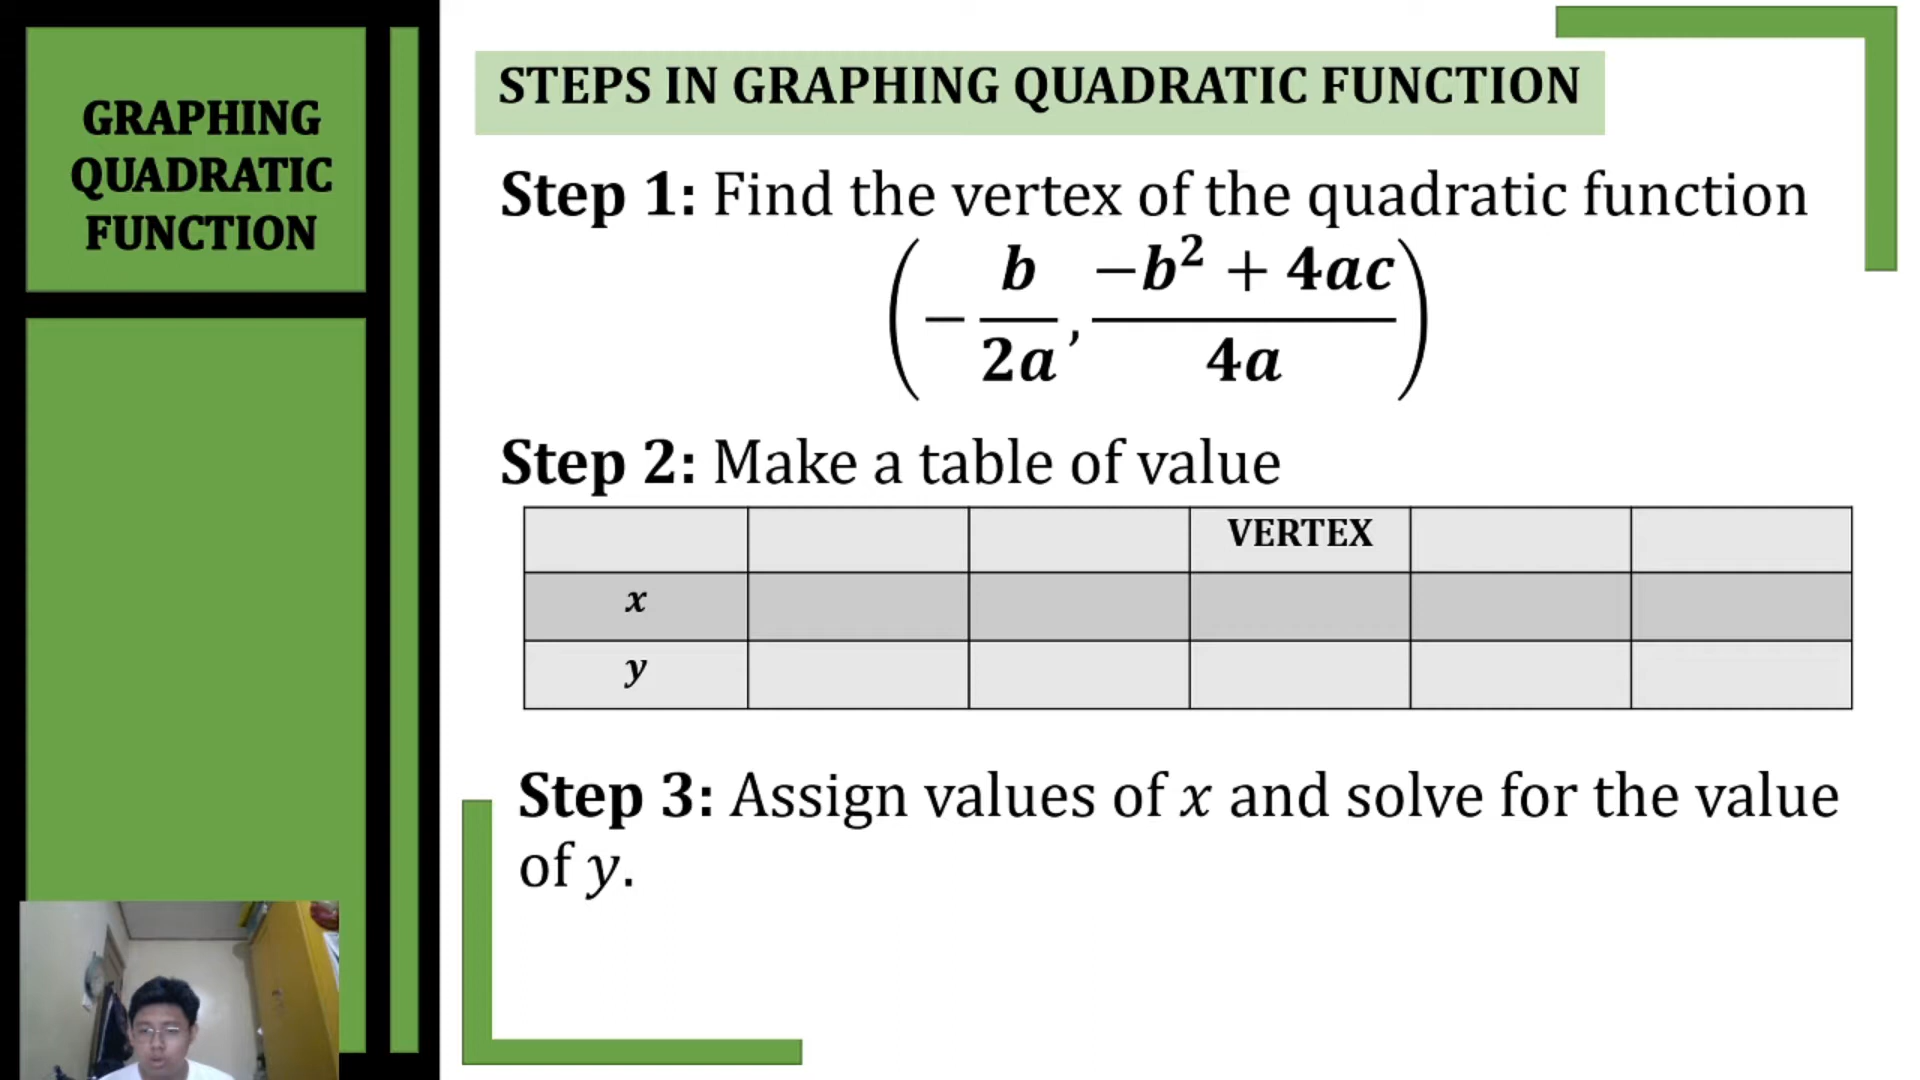 GRAPHING
QUADRATIC
FUNCTION
STEPS IN GRAPHING QUADRATIC FUNCTION
Step 1: Find the vertex of the quadratic function
(-b/2a, (-b² + 4ac)/4a)
Step 2: Make a table of value
VERTEX
x
y
Step 3: Assign values of x and solve for the value
of y.